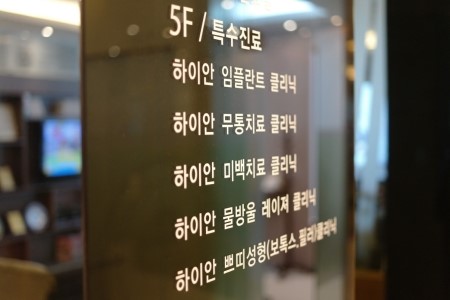 5F / 특수진료
하이안 임플란트 클리닉
하이안 무통치료 클리닉
하이안 미백치료 클리닉
하이안 물방울 레이져 클리닉
하이안 쁘띠성형(보톡스,필러)클리닉